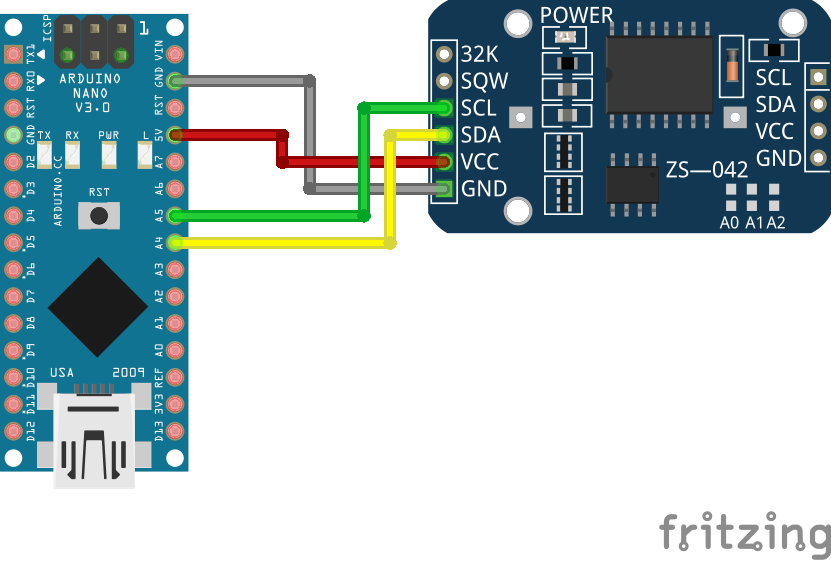 ICSP
1
TX1
RX0
RST
GND
D2
D3
D4
D5
D6
D7
D8
D9
D10
D11
D12
ARDUINO
NANO
V3.0
TX RX PWR L
ARDUINO.CC
RST
USA 2009
VIN
GND
RST
5V
A7
A6
A5
A4
A3
A2
A1
A0
REF
3V3
D13
POWER
32K
SQW
SCL
SDA
VCC
GND
SCL
SDA
VCC
GND
ZS—042
A0 A1 A2
fritzing